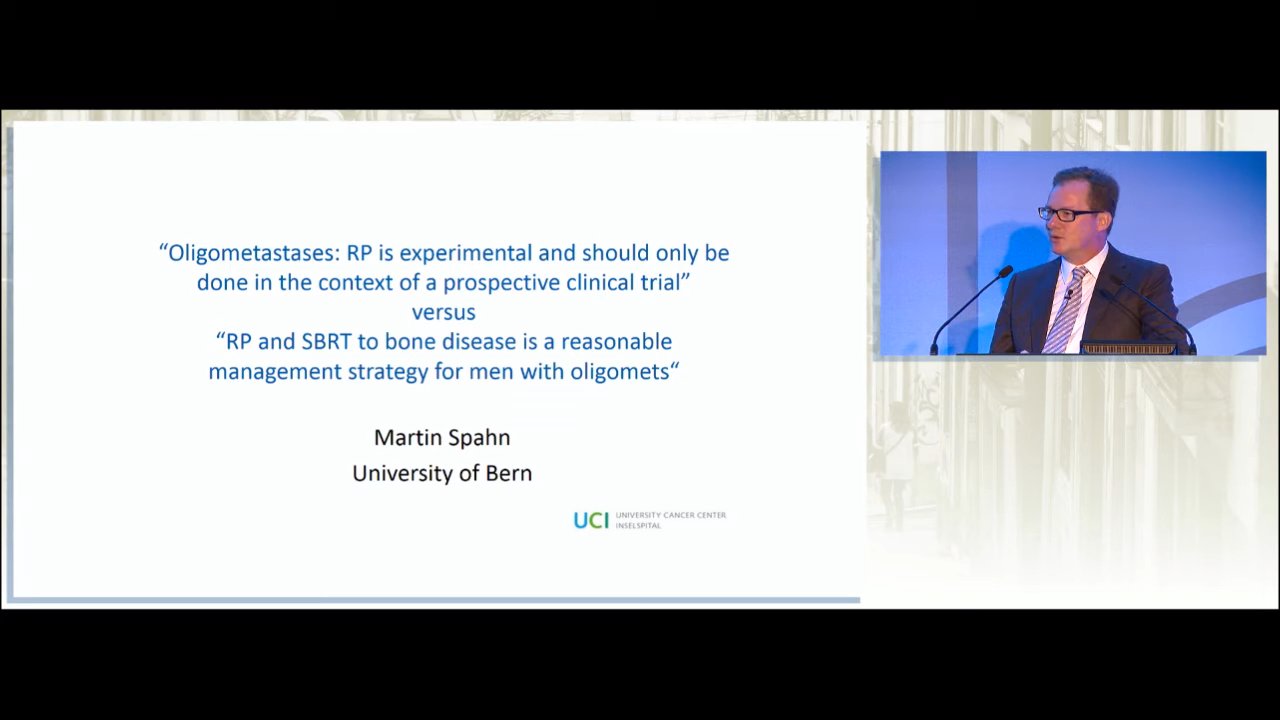 “Oligometastases: RP is experimental and should only be
done in the context of a prospective clinical trial”
versus
“RP and SBRT to bone disease is a reasonable
management strategy for men with oligomets“
Martin Spahn
University of Bern
UCI UNIVERSITY CANCER CENTER
INSELSPITAL